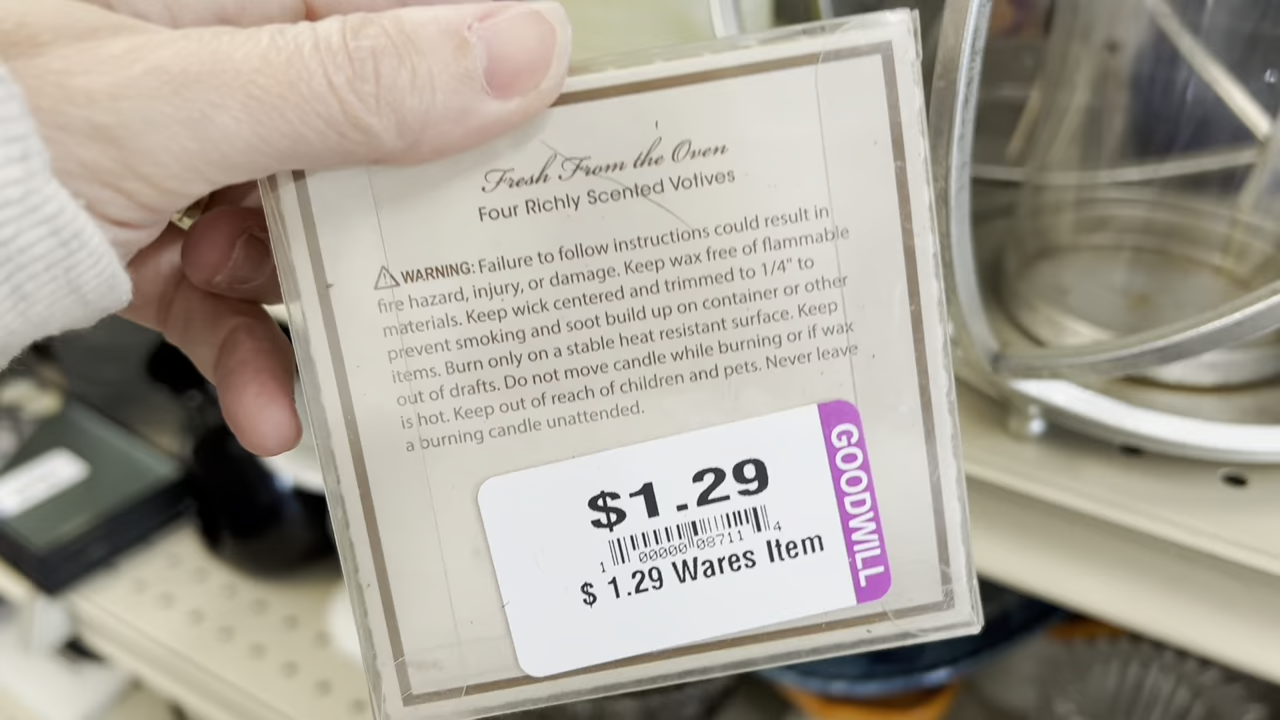 Fresh From the Oven
Four Richly Scented Votives
WARNING: Failure to follow instructions could result in
fire hazard, injury, or damage. Keep wax free of flammable
materials. Keep wick centered and trimmed to 1/4" to
prevent smoking and soot build up on container or other
items. Burn only on a stable heat resistant surface. Keep
out of drafts. Do not move candle while burning or if wax
is hot. Keep out of reach of children and pets. Never leave
a burning candle unattended.
$1.29
1 00000 08711 4
$ 1.29 Wares Item
GOODWILL